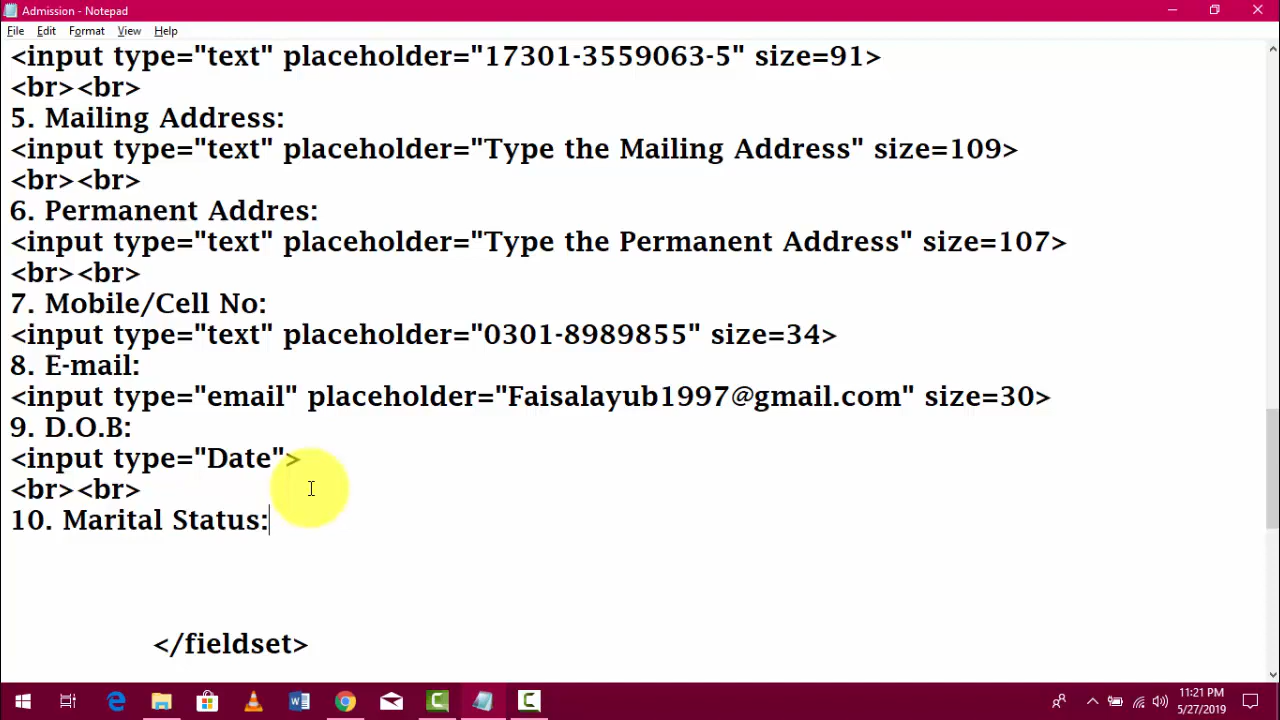 Admission - Notepad
File Edit Format View Help
<input type="text" placeholder="17301-3559063-5" size=91>
<br><br>
5. Mailing Address:
<input type="text" placeholder="Type the Mailing Address" size=109>
<br><br>
6. Permanent Addres:
<input type="text" placeholder="Type the Permanent Address" size=107>
<br><br>
7. Mobile/Cell No:
<input type="text" placeholder="0301-8989855" size=34>
8. E-mail:
<input type="email" placeholder="Faisalayub1997@gmail.com" size=30>
9. D.O.B:
<input type="Date">
<br><br>
10. Marital Status:
</fieldset>
11:21 PM
5/27/2019